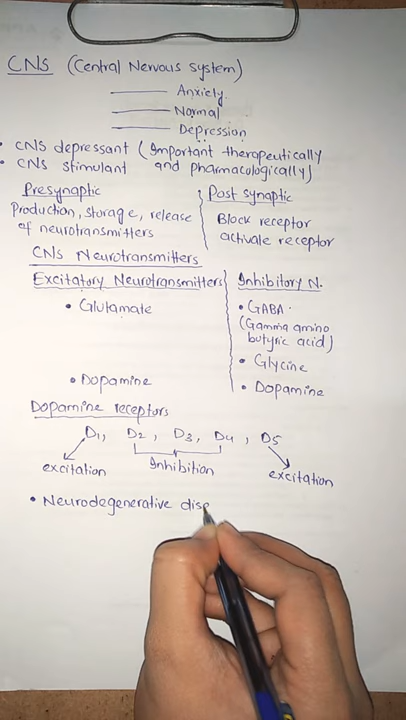 CNS (Central Nervous System)
Anxiety
Normal
Depression
• CNS depressant (Important therapeutically
• CNS stimulant and pharmacologically)
Presynaptic
Production, storage, release
of neurotransmitters
Post synaptic
Block receptor
activate receptor
CNS Neurotransmitters
Excitatory Neurotransmitters
• Glutamate
• Dopamine
Inhibitory N.
• GABA
(Gamma amino
butyric acid)
• Glycine
• Dopamine
Dopamine receptors
D1, D2, D3, D4, D5
excitation Inhibition excitation
• Neurodegenerative dis